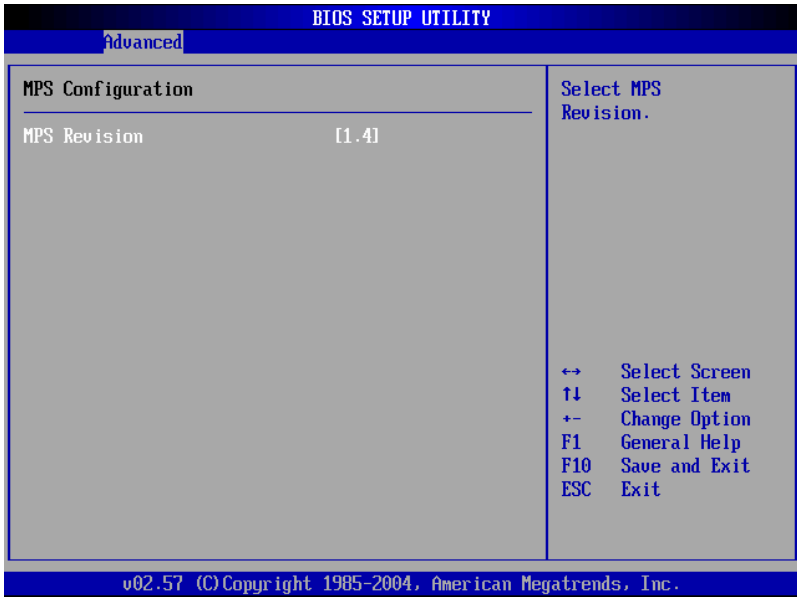 BIOS SETUP UTILITY
Advanced
MPS Configuration
MPS Revision [1.4]
Select MPS
Revision.
←→ Select Screen
↑↓ Select Item
+- Change Option
F1 General Help
F10 Save and Exit
ESC Exit
v02.57 (C)Copyright 1985-2004, American Megatrends, Inc.